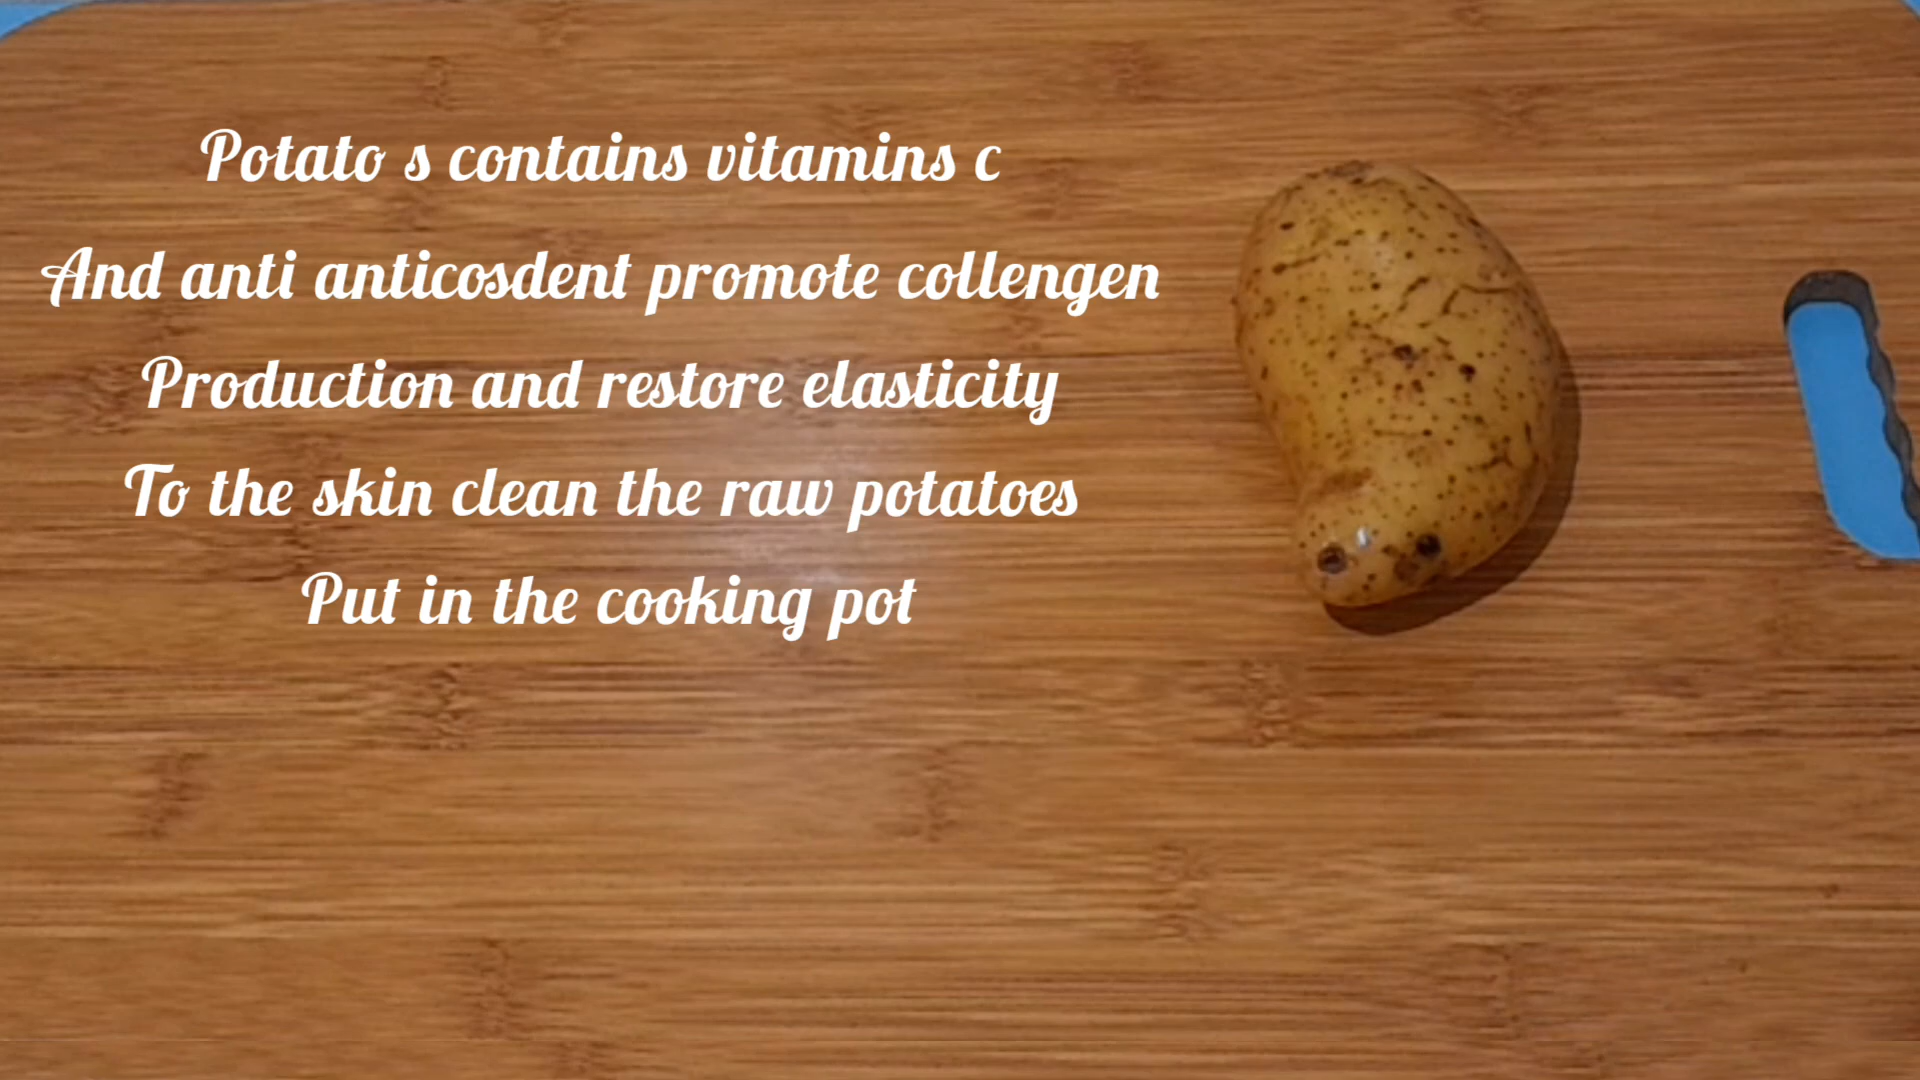 Potato s contains vitamins c
And anti anticosdent promote collengen
Production and restore elasticity
To the skin clean the raw potatoes
Put in the cooking pot